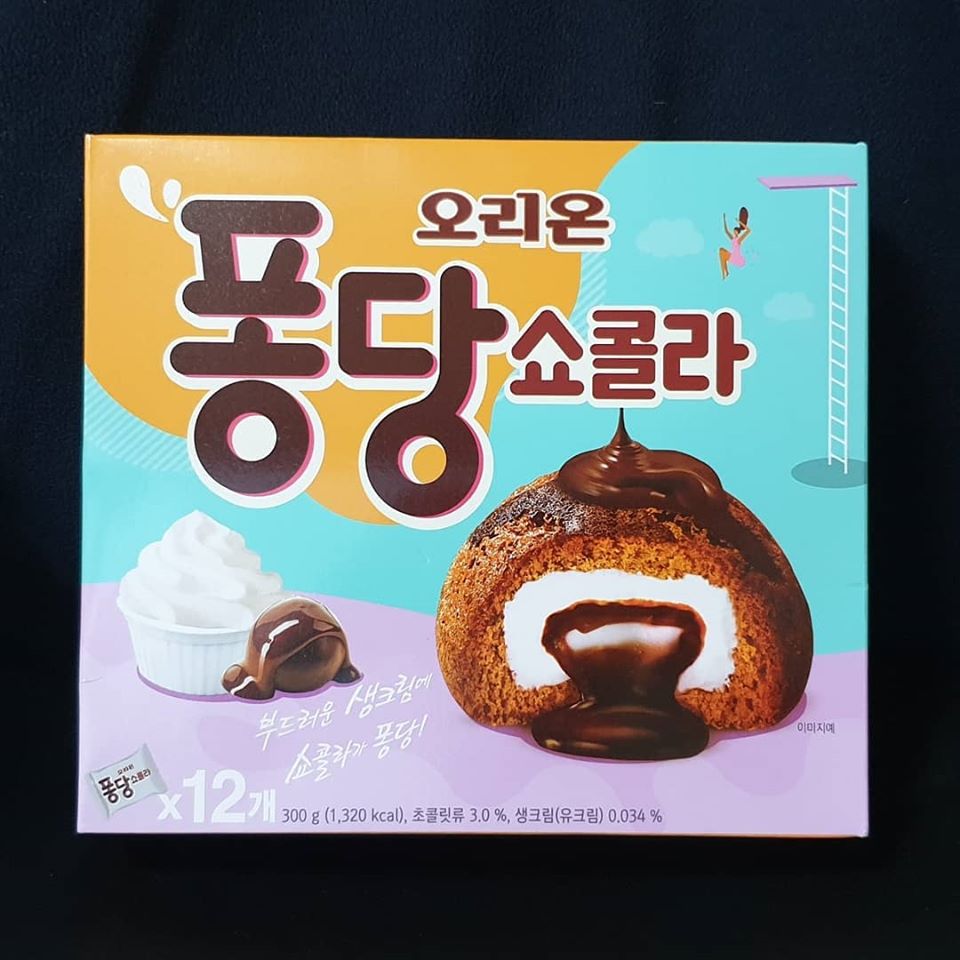 오리온
퐁당 쇼콜라
부드러운 생크림에
쇼콜라가 퐁당!
이미지예
오리온
퐁당 쇼콜라
x12개
300 g (1,320 kcal), 초콜릿류 3.0 %, 생크림(유크림) 0.034 %